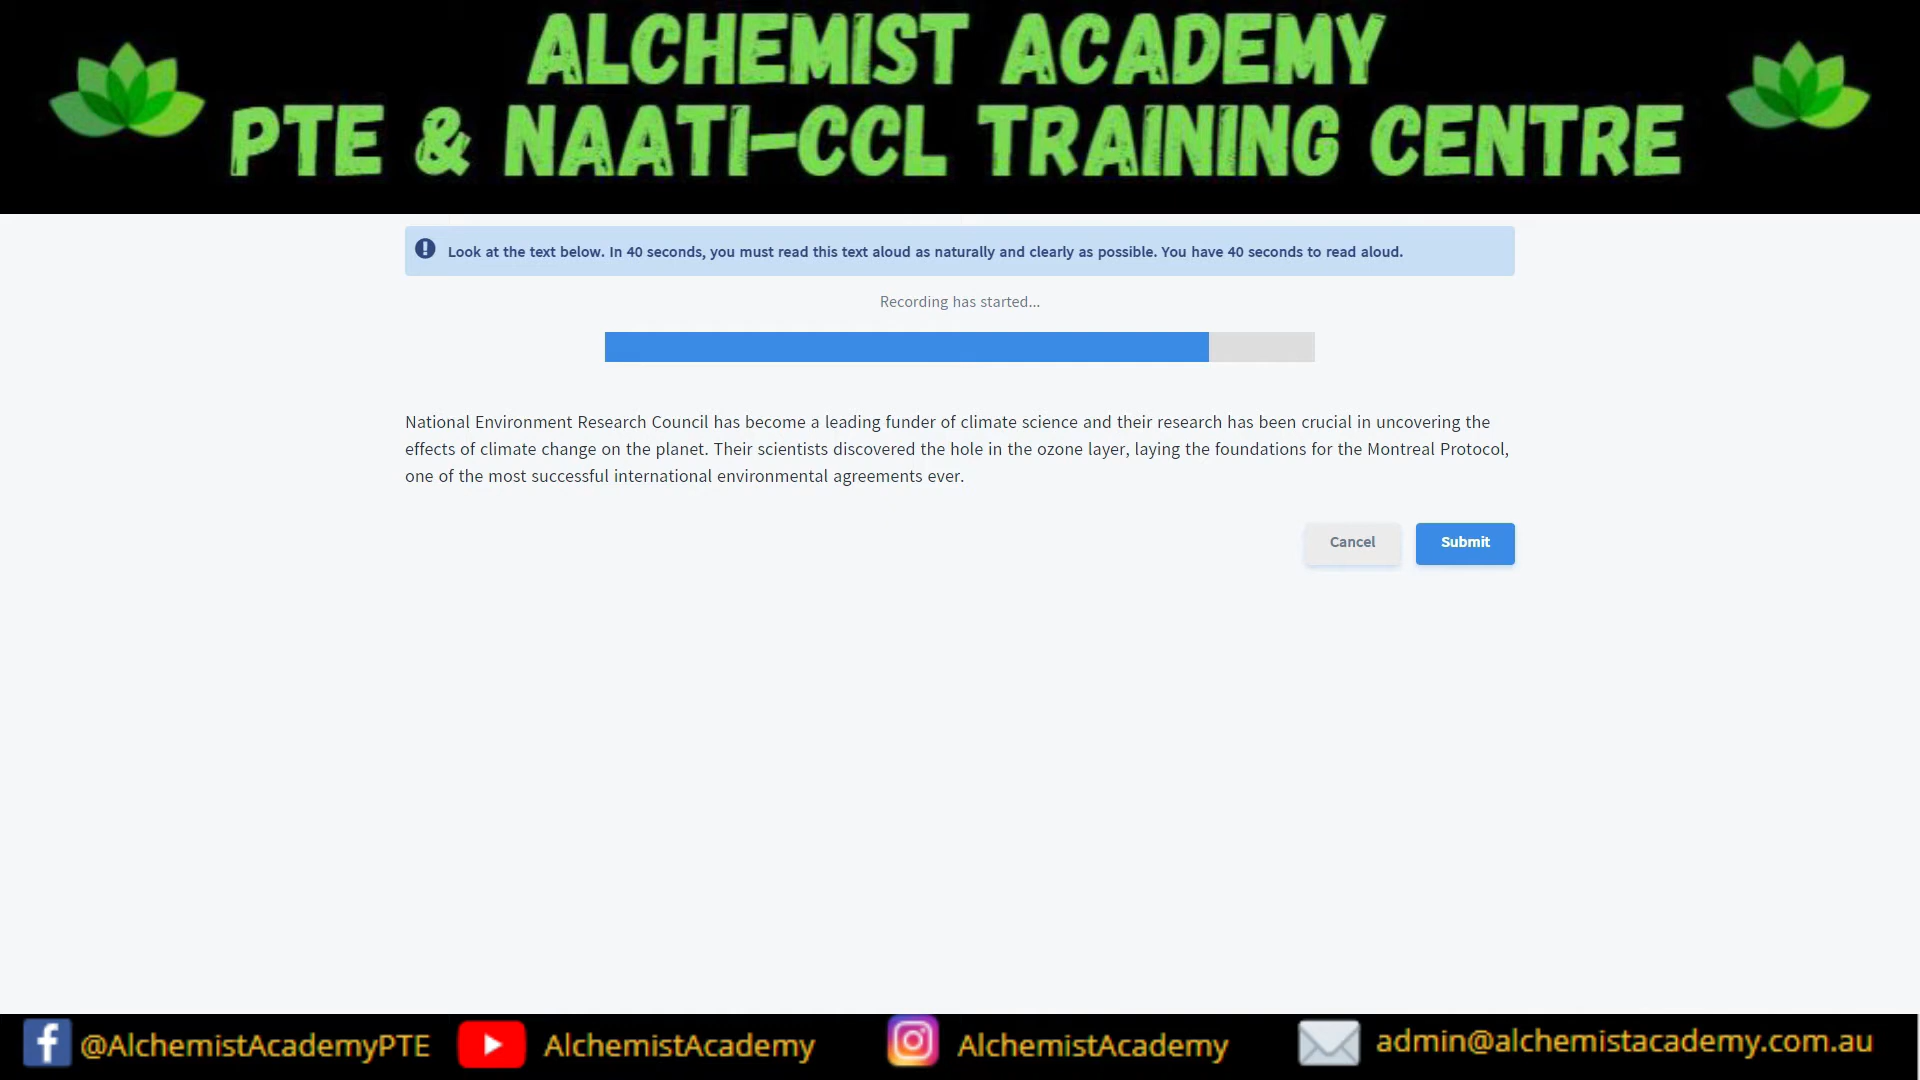 ALCHEMIST ACADEMY
PTE & NAATI-CCL TRAINING CENTRE
Look at the text below. In 40 seconds, you must read this text aloud as naturally and clearly as possible. You have 40 seconds to read aloud.
Recording has started...
National Environment Research Council has become a leading funder of climate science and their research has been crucial in uncovering the
effects of climate change on the planet. Their scientists discovered the hole in the ozone layer, laying the foundations for the Montreal Protocol,
one of the most successful international environmental agreements ever.
Cancel Submit
@AlchemistAcademyPTE AlchemistAcademy AlchemistAcademy admin@alchemistacademy.com.au